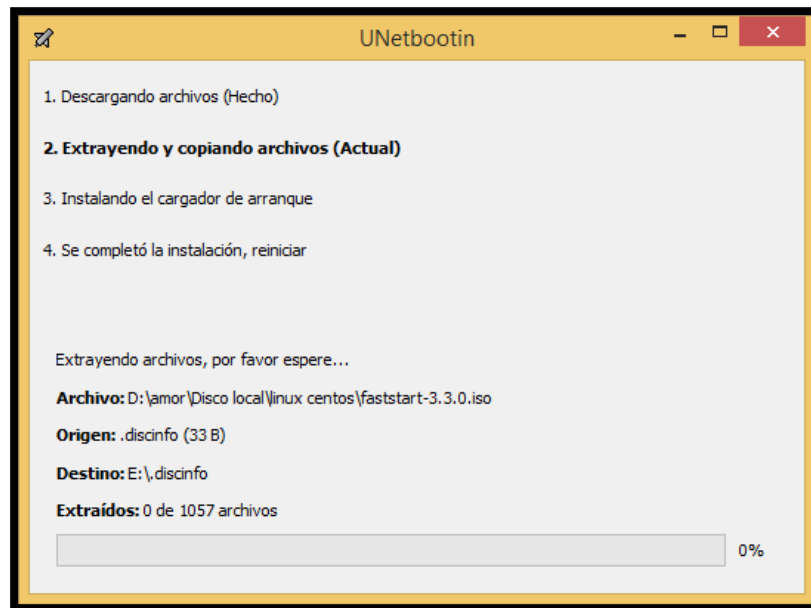 UNetbootin
1. Descargando archivos (Hecho)
2. Extrayendo y copiando archivos (Actual)
3. Instalando el cargador de arranque
4. Se completó la instalación, reiniciar
Extrayendo archivos, por favor espere...
Archivo: D:\amor\Disco local\linux centos\faststart-3.3.0.iso
Origen: .discinfo (33 B)
Destino: E:\.discinfo
Extraídos: 0 de 1057 archivos
0%